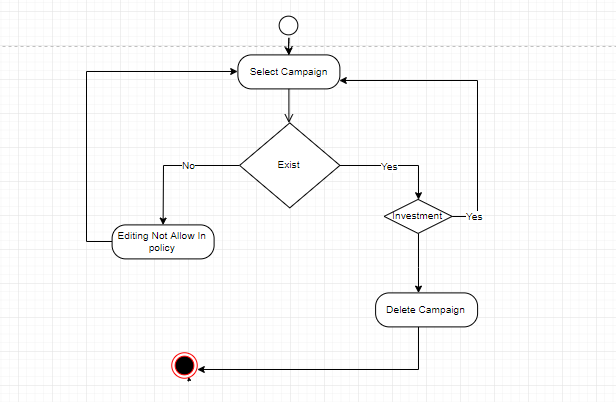 Select Campaign
Exist
No
Yes
Investment
Yes
Editing Not Allow In
policy
Delete Campaign